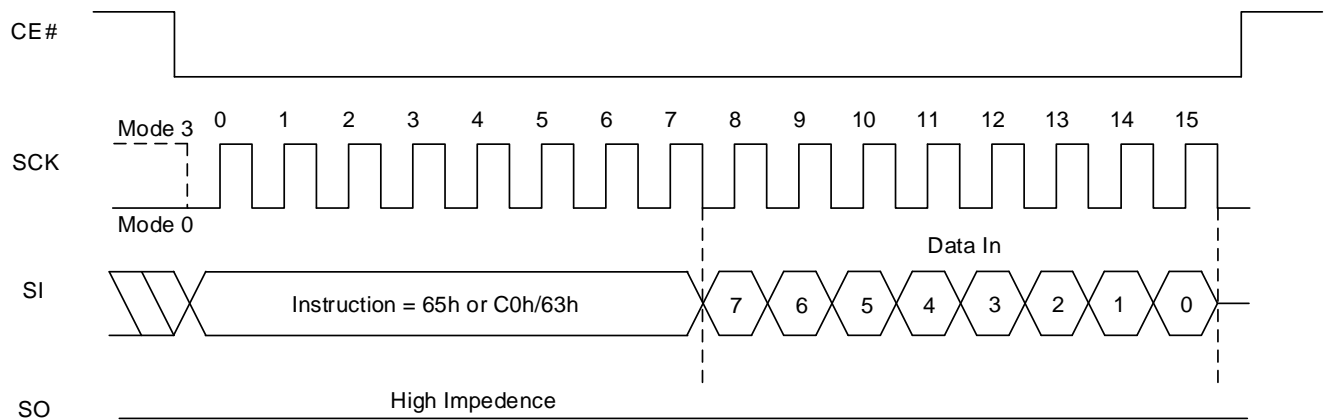 CE#
Mode 3
0 1 2 3 4 5 6 7 8 9 10 11 12 13 14 15
SCK
Mode 0
Data In
SI
Instruction = 65h or C0h/63h
7 6 5 4 3 2 1 0
High Impedence
SO